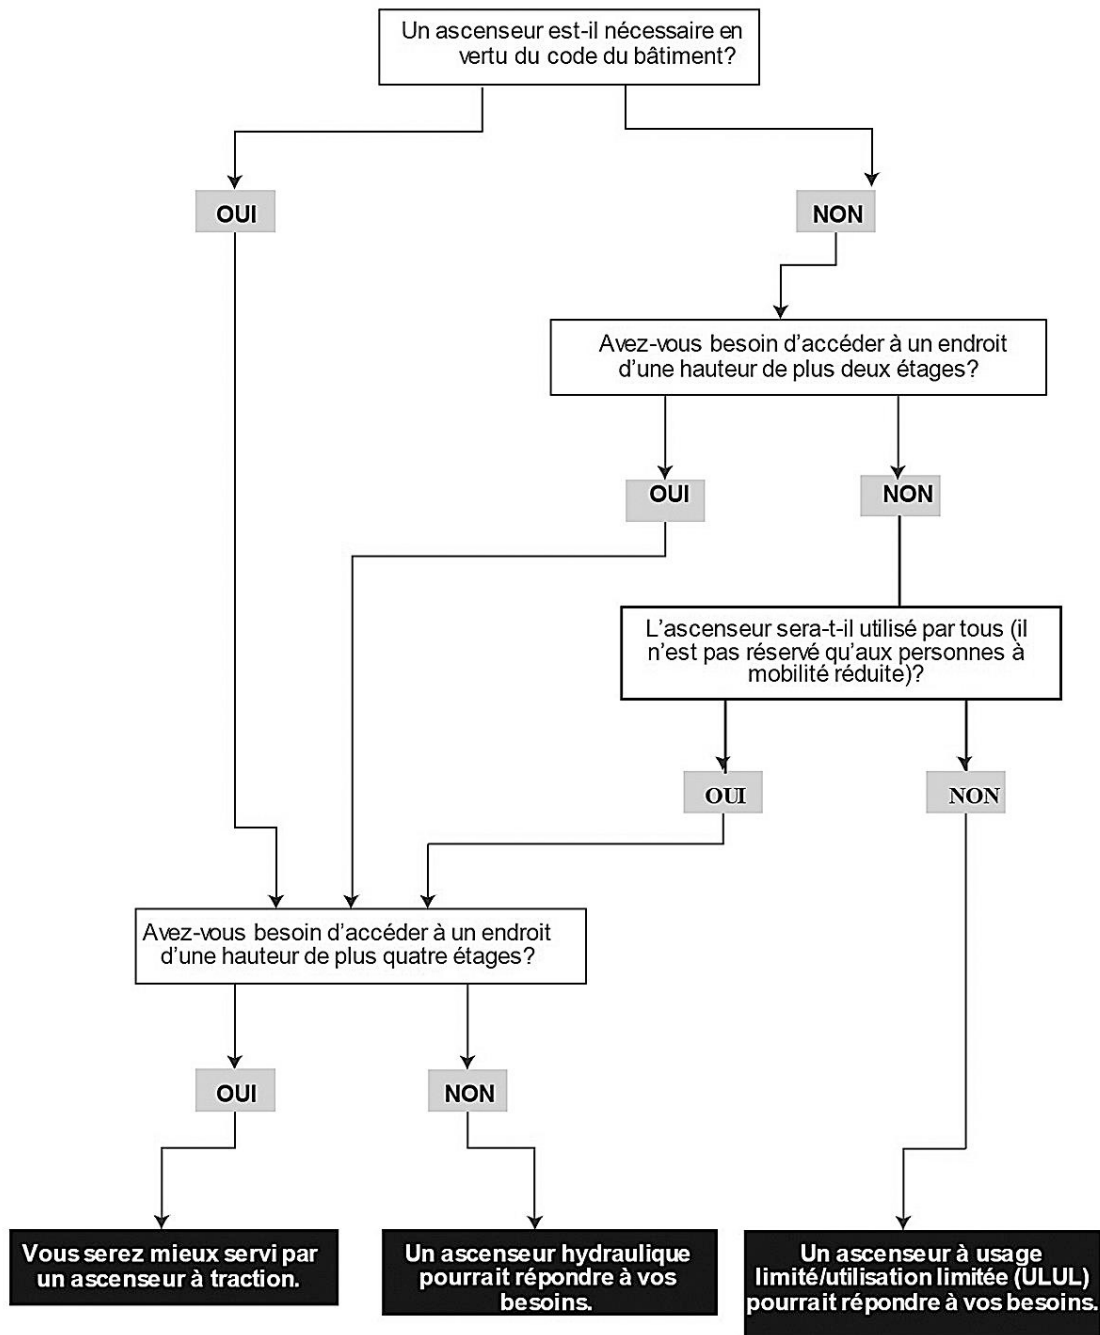 Un ascenseur est-il nécessaire en
vertu du code du bâtiment?
OUI
NON
Avez-vous besoin d’accéder à un endroit
d’une hauteur de plus deux étages?
OUI
NON
L’ascenseur sera-t-il utilisé par tous (il
n’est pas réservé qu’aux personnes à
mobilité réduite)?
OUI
NON
Avez-vous besoin d’accéder à un endroit
d’une hauteur de plus quatre étages?
OUI
NON
Vous serez mieux servi par
un ascenseur à traction.
Un ascenseur hydraulique
pourrait répondre à vos
besoins.
Un ascenseur à usage
limité/utilisation limitée (ULUL)
pourrait répondre à vos besoins.